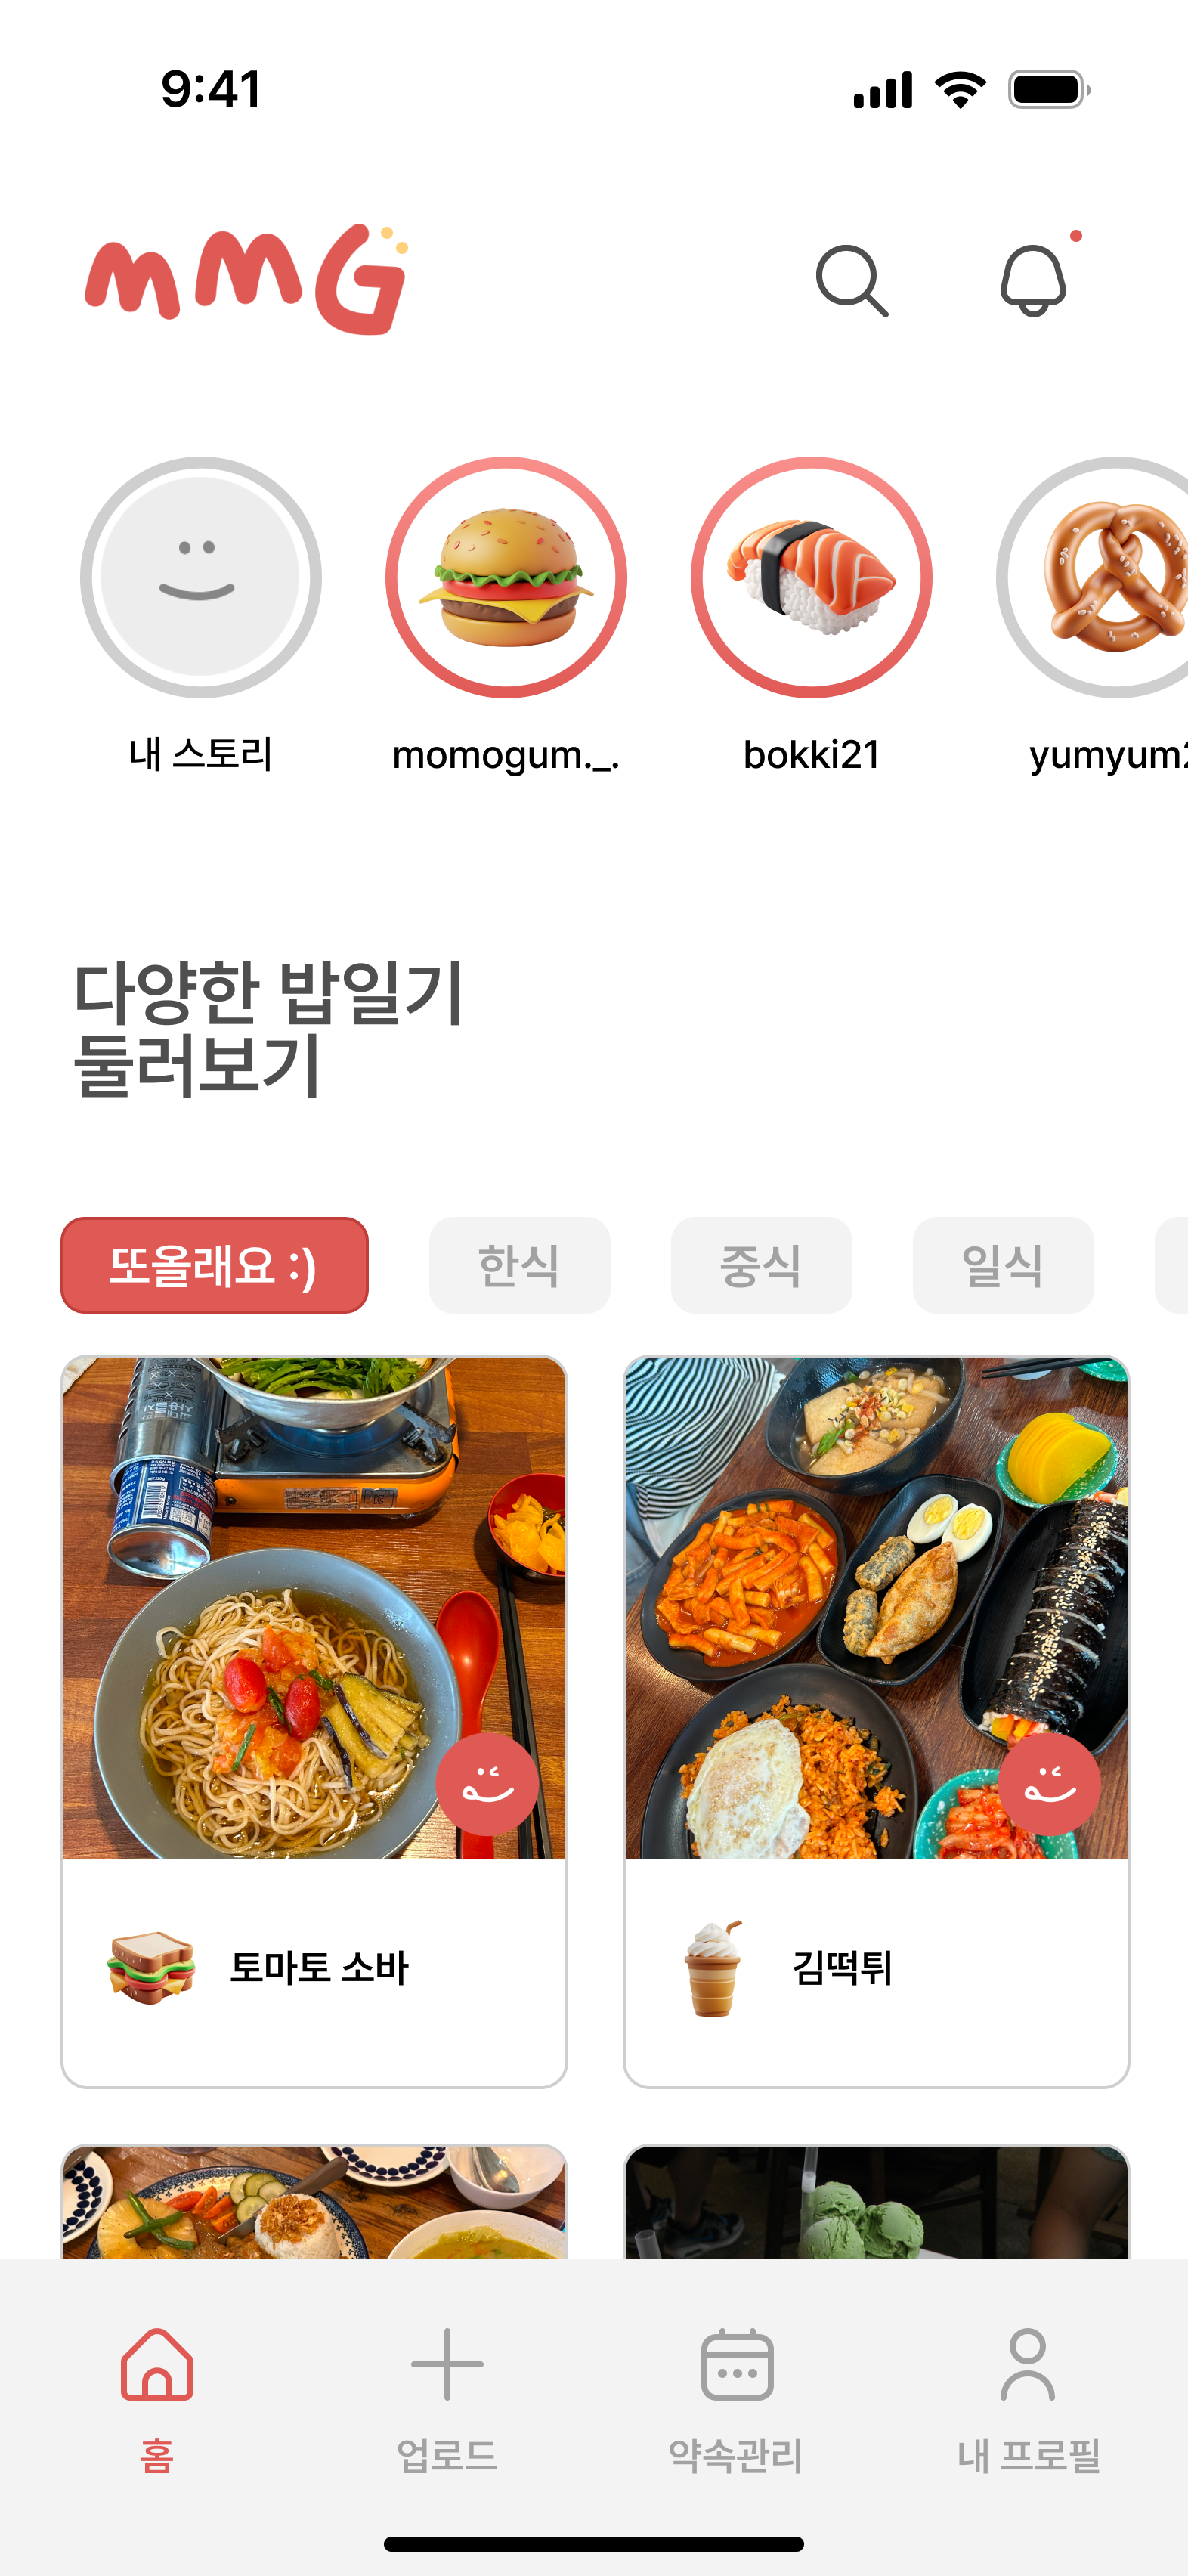 9:41
MMG
내 스토리
momogum._.
bokki21
yumyum
다양한 밥일기
둘러보기
또올래요 :)
한식
중식
일식
토마토 소바
김떡튀
홈
업로드
약속관리
내 프로필